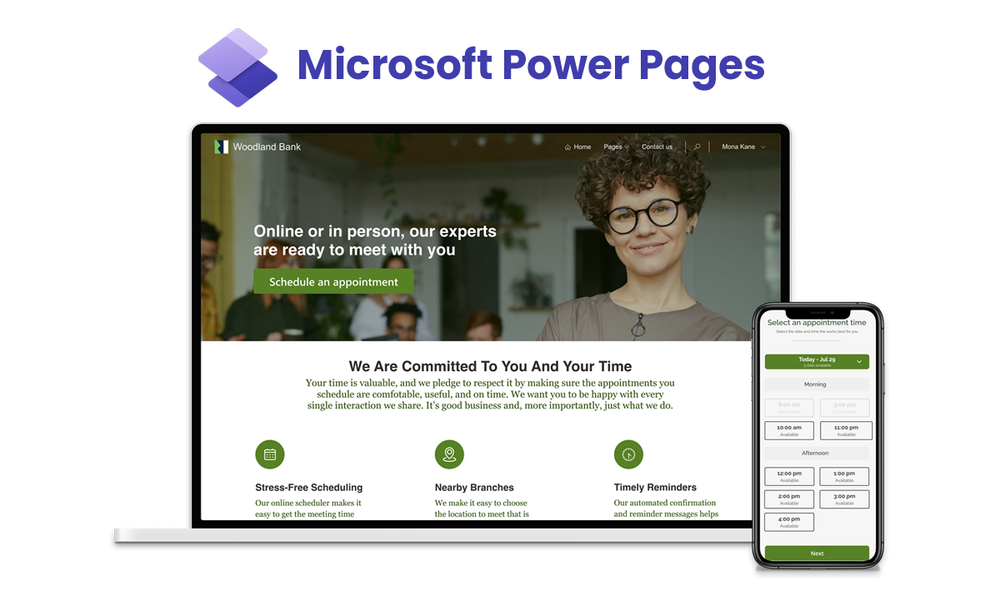 Microsoft Power Pages
Woodland Bank
Home Pages Contact us Mona Kane
Online or in person, our experts
are ready to meet with you
Schedule an appointment
We Are Committed To You And Your Time
Your time is valuable, and we pledge to respect it by making sure the appointments you
schedule are comfotable, useful, and on time. We want you to be happy with every
single interaction we share. It's good business and, more importantly, just what we do.
Stress-Free Scheduling
Our online scheduler makes it
easy to get the meeting time
Nearby Branches
We make it easy to choose
the location to meet that is
Timely Reminders
Our automated confirmation
and reminder messages helps
Select an appointment time
Select the date and time the works best for you
Today - Jul 29
3 slots available
Morning
9:00 pm
Unavailable Unavailable
10:00 am 11:00 pm
Available Available
Afternoon
12:00 pm 1:00 pm
Available Available
2:00 pm 3:00 pm
Available Available
4:00 pm
Available
Next